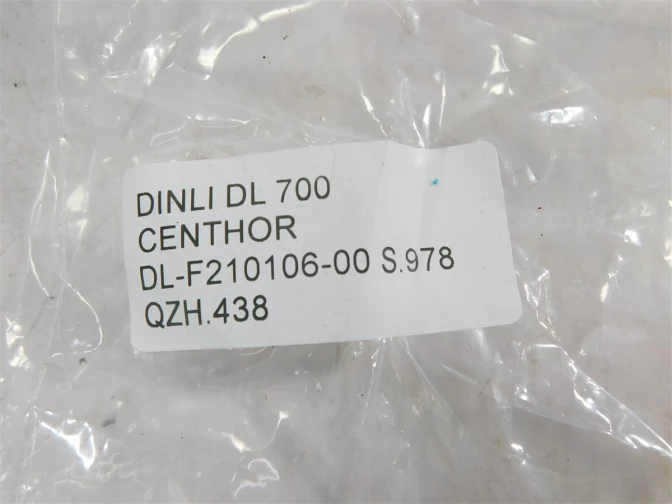 DINLI DL 700
CENTHOR
DL-F210106-00 S.978
QZH.438